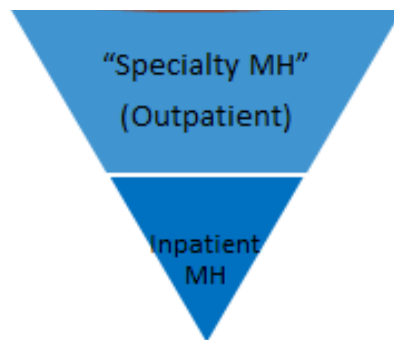 “Specialty MH”
(Outpatient)
Inpatient
MH